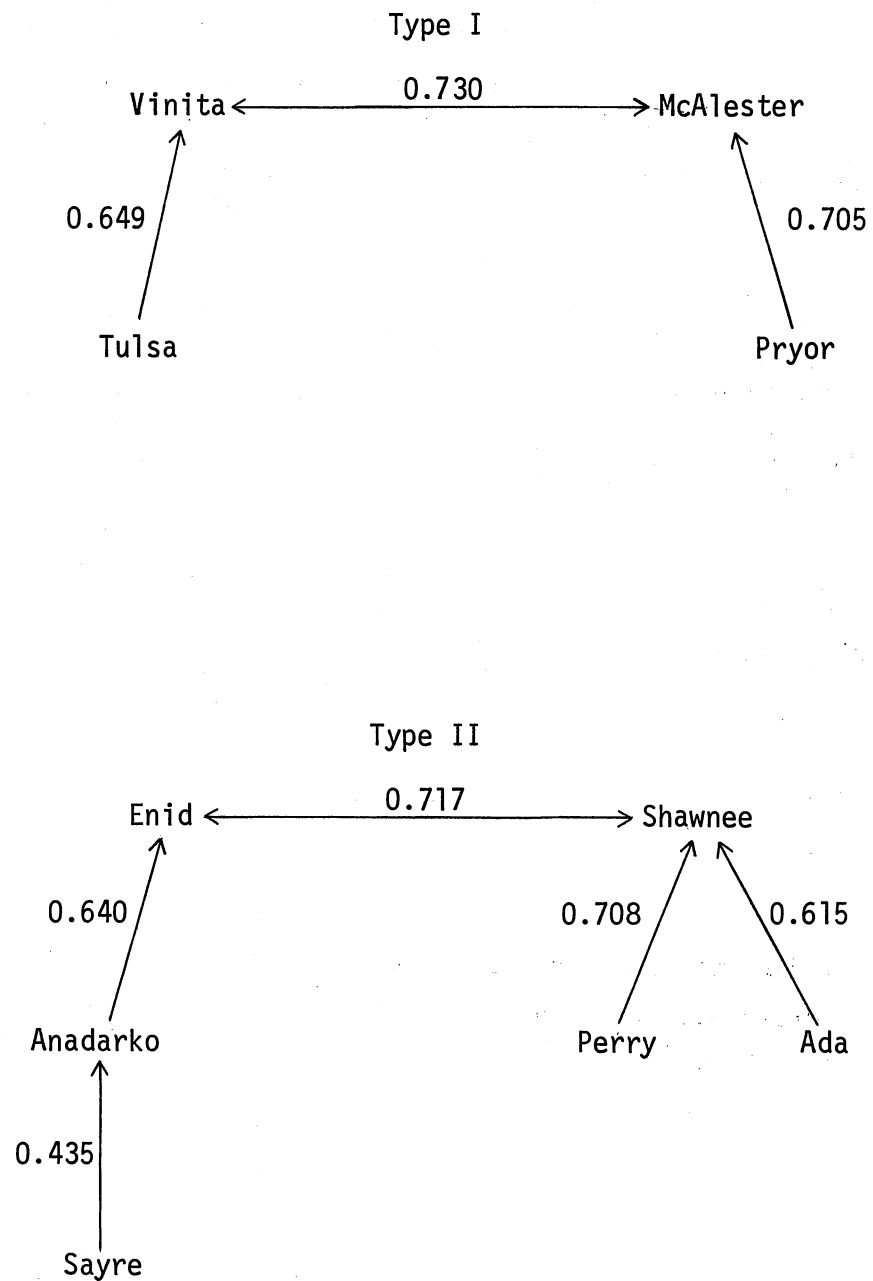 Type I
0.730
Vinita McAlester
0.649 0.705
Tulsa Pryor
Type II
0.717
Enid Shawnee
0.640 0.708 0.615
Anadarko Perry Ada
0.435
Sayre